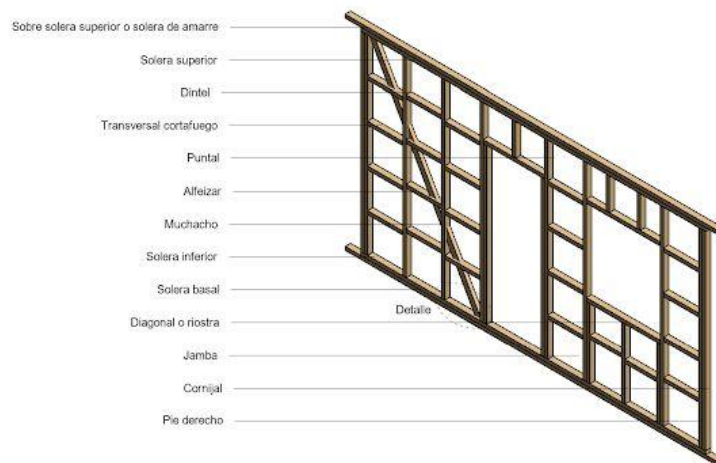 Sobre solera superior o solera de amarre
Solera superior
Dintel
Transversal cortafuego
Puntal
Alfeizar
Muchacho
Solera inferior
Solera basal
Diagonal o riostra
Detalle
Jamba
Cornijal
Pie derecho